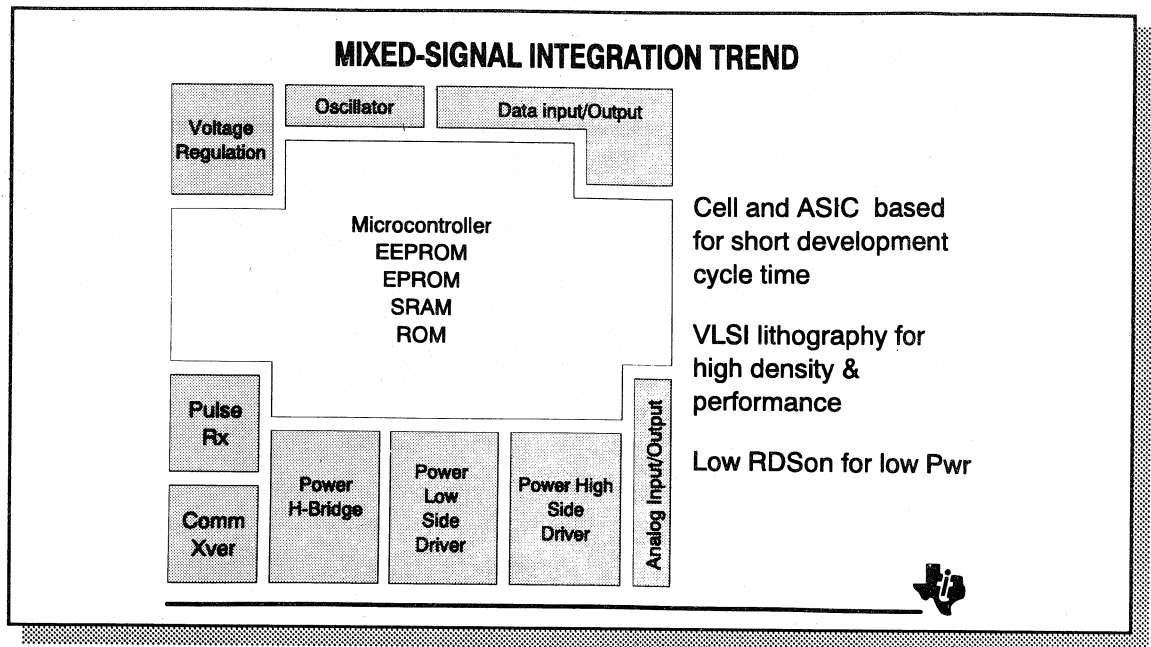 MIXED-SIGNAL INTEGRATION TREND
Voltage
Regulation
Oscillator
Data input/Output
Microcontroller
EEPROM
EPROM
SRAM
ROM
Pulse
Rx
Comm
Xver
Power
H-Bridge
Power
Low
Side
Driver
Power High
Side
Driver
Analog Input/Output
Cell and ASIC based
for short development
cycle time
VLSI lithography for
high density &
performance
Low RDSon for low Pwr